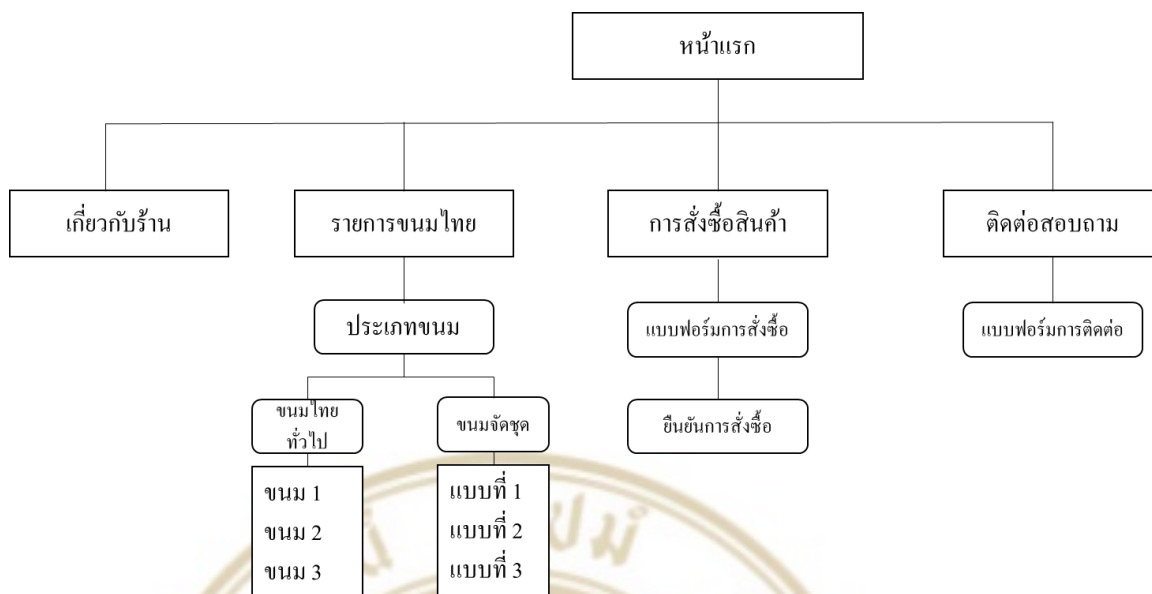 หน้าแรก
เกี่ยวกับร้าน
รายการขนมไทย
การสั่งซื้อสินค้า
ติดต่อสอบถาม
ประเภทขนม
แบบฟอร์มการสั่งซื้อ
แบบฟอร์มการติดต่อ
ขนมไทย
ทั่วไป
ขนมจัดชุด
ยืนยันการสั่งซื้อ
ขนม 1
ขนม 2
ขนม 3
แบบที่ 1
แบบที่ 2
แบบที่ 3